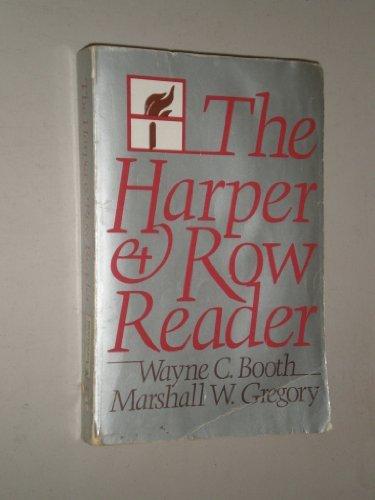 The
Harper
& Row
Reader
Wayne C. Booth
Marshall W. Gregory